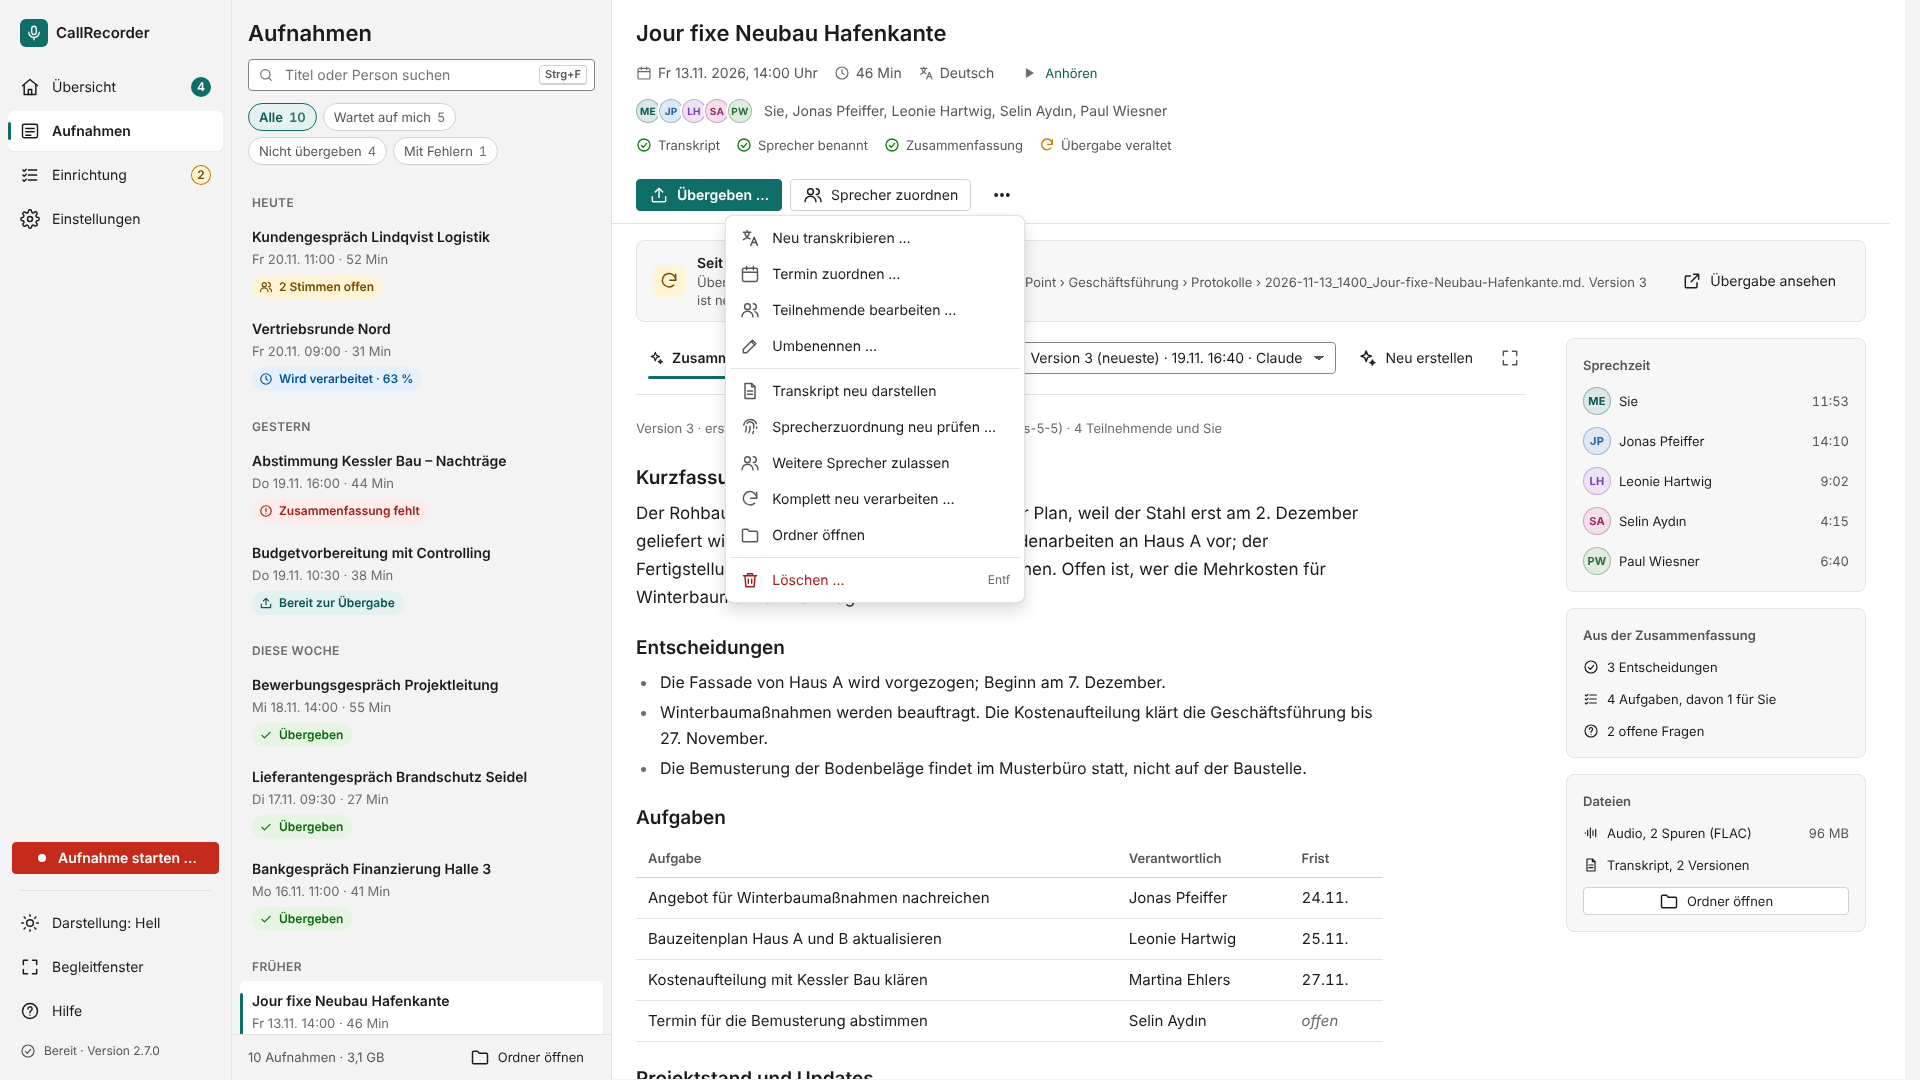 CallRecorder
Übersicht 4
Aufnahmen
Einrichtung 2
Einstellungen
Aufnahme starten ...
Darstellung: Hell
Begleitfenster
Hilfe
Bereit · Version 2.7.0
Aufnahmen
Titel oder Person suchen Strg+F
Alle 10 Wartet auf mich 5
Nicht übergeben 4 Mit Fehlern 1
HEUTE
Kundengespräch Lindqvist Logistik
Fr 20.11. 11:00 · 52 Min
2 Stimmen offen
Vertriebsrunde Nord
Fr 20.11. 09:00 · 31 Min
Wird verarbeitet · 63 %
GESTERN
Abstimmung Kessler Bau – Nachträge
Do 19.11. 16:00 · 44 Min
Zusammenfassung fehlt
Budgetvorbereitung mit Controlling
Do 19.11. 10:30 · 38 Min
Bereit zur Übergabe
DIESE WOCHE
Bewerbungsgespräch Projektleitung
Mi 18.11. 14:00 · 55 Min
Übergeben
Lieferantengespräch Brandschutz Seidel
Di 17.11. 09:30 · 27 Min
Übergeben
Bankgespräch Finanzierung Halle 3
Mo 16.11. 11:00 · 41 Min
Übergeben
FRÜHER
Jour fixe Neubau Hafenkante
Fr 13.11. 14:00 · 46 Min
10 Aufnahmen · 3,1 GB Ordner öffnen
Jour fixe Neubau Hafenkante
Fr 13.11. 2026, 14:00 Uhr 46 Min Deutsch Anhören
ME JP LH SA PW Sie, Jonas Pfeiffer, Leonie Hartwig, Selin Aydın, Paul Wiesner
Transkript Sprecher benannt Zusammenfassung Übergabe veraltet
Übergeben ... Sprecher zuordnen
Neu transkribieren ...
Termin zuordnen ...
Teilnehmende bearbeiten ...
Umbenennen ...
Transkript neu darstellen
Sprecherzuordnung neu prüfen ...
Weitere Sprecher zulassen
Komplett neu verarbeiten ...
Ordner öffnen
Löschen ... Entf
Seit
Point › Geschäftsführung › Protokolle › 2026-11-13_1400_Jour-fixe-Neubau-Hafenkante.md. Version 3
ist
Übergabe ansehen
Version 3 (neueste) · 19.11. 16:40 · Claude Neu erstellen
Version 3 · s-5-5) · 4 Teilnehmende und Sie
Der Rohbau Plan, weil der Stahl erst am 2. Dezember
geliefert denarbeiten an Haus A vor; der
Offen ist, wer die Mehrkosten für
Entscheidungen
Die Fassade von Haus A wird vorgezogen; Beginn am 7. Dezember.
Winterbaumaßnahmen werden beauftragt. Die Kostenaufteilung klärt die Geschäftsführung bis
27. November.
Die Bemusterung der Bodenbeläge findet im Musterbüro statt, nicht auf der Baustelle.
Aufgaben
Aufgabe Verantwortlich Frist
Angebot für Winterbaumaßnahmen nachreichen Jonas Pfeiffer 24.11.
Bauzeitenplan Haus A und B aktualisieren Leonie Hartwig 25.11.
Kostenaufteilung mit Kessler Bau klären Martina Ehlers 27.11.
Termin für die Bemusterung abstimmen Selin Aydın offen
Projektstand und Updates
Sprechzeit
ME Sie 11:53
JP Jonas Pfeiffer 14:10
LH Leonie Hartwig 9:02
SA Selin Aydın 4:15
PW Paul Wiesner 6:40
Aus der Zusammenfassung
3 Entscheidungen
4 Aufgaben, davon 1 für Sie
2 offene Fragen
Dateien
Audio, 2 Spuren (FLAC) 96 MB
Transkript, 2 Versionen
Ordner öffnen